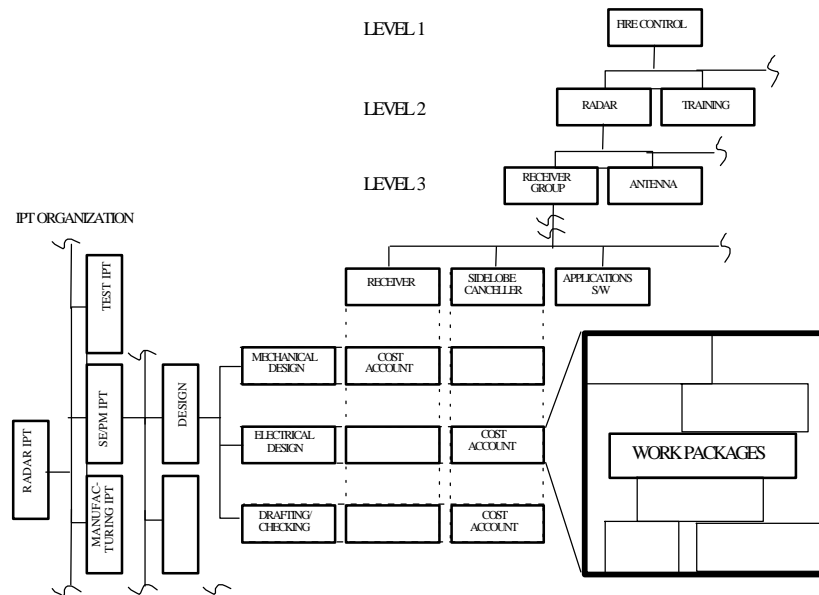 LEVEL 1
FIRE CONTROL
LEVEL 2
RADAR
TRAINING
LEVEL 3
RECEIVER
GROUP
ANTENNA
IPT ORGANIZATION
RECEIVER
SIDELOBE
CANCELLER
APPLICATIONS
S/W
RADAR IPT
TEST IPT
SE/PM IPT
MANUFAC-
TURING IPT
DESIGN
MECHANICAL
DESIGN
COST
ACCOUNT
ELECTRICAL
DESIGN
COST
ACCOUNT
DRAFTING/
CHECKING
COST
ACCOUNT
WORK PACKAGES